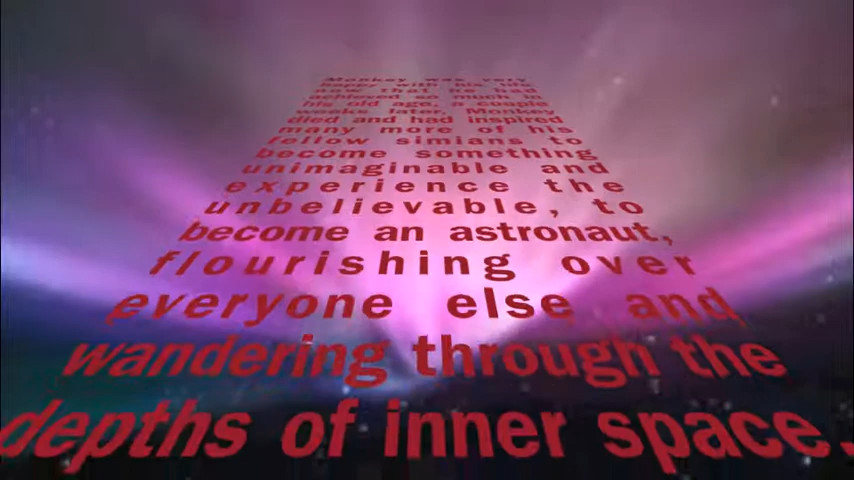 Monkey was very
happy with his life
now that he had
achieved so much in
his old age, a couple
weeks later, Monkey
died and had inspired
many more of his
fellow simians to
become something
unimaginable and
experience the
unbelievable, to
become an astronaut,
flourishing over
everyone else and
wandering through the
depths of inner space.